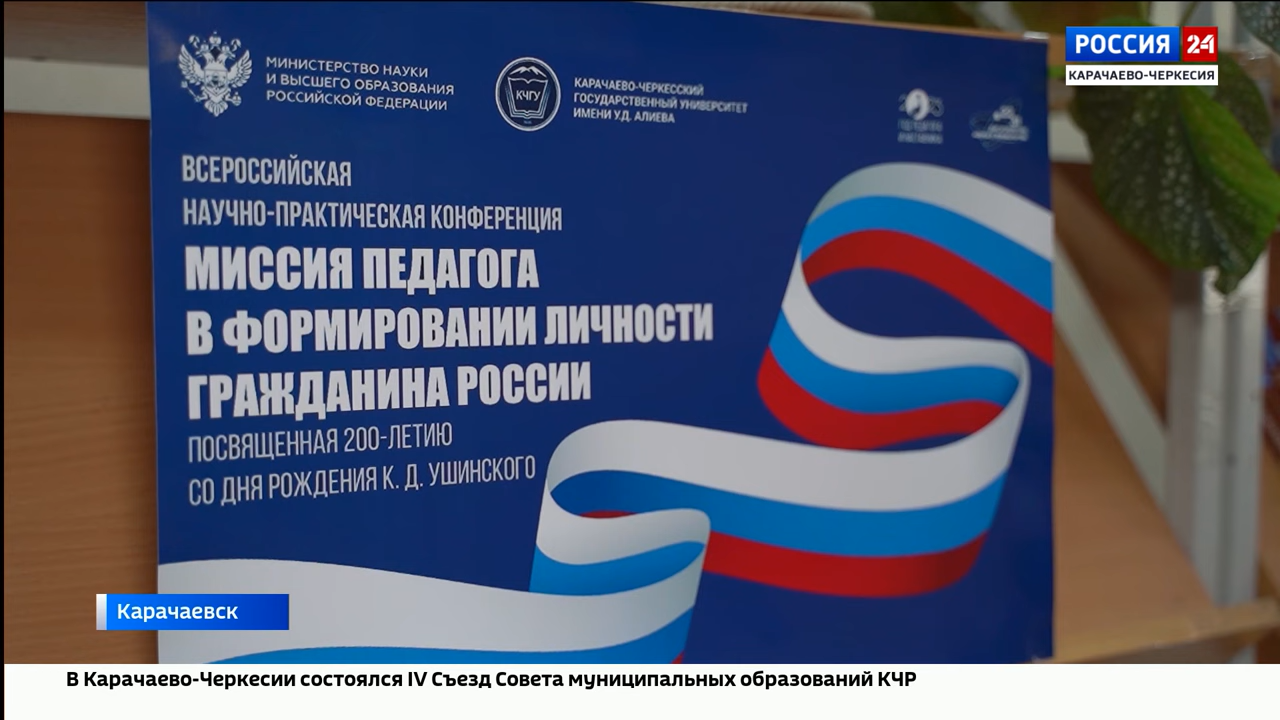 РОССИЯ 24
КАРАЧАЕВО-ЧЕРКЕСИЯ
МИНИСТЕРСТВО НАУКИ
И ВЫСШЕГО ОБРАЗОВАНИЯ
РОССИЙСКОЙ ФЕДЕРАЦИИ
КЧГУ
КАРАЧАЕВО-ЧЕРКЕССКИЙ
ГОСУДАРСТВЕННЫЙ УНИВЕРСИТЕТ
ИМЕНИ У.Д. АЛИЕВА
ВСЕРОССИЙСКАЯ
НАУЧНО-ПРАКТИЧЕСКАЯ КОНФЕРЕНЦИЯ
МИССИЯ ПЕДАГОГА
В ФОРМИРОВАНИИ ЛИЧНОСТИ
ГРАЖДАНИНА РОССИИ
ПОСВЯЩЕННАЯ 200-ЛЕТИЮ
СО ДНЯ РОЖДЕНИЯ К. Д. УШИНСКОГО
Карачаевск
В Карачаево-Черкесии состоялся IV Съезд Совета муниципальных образований КЧР